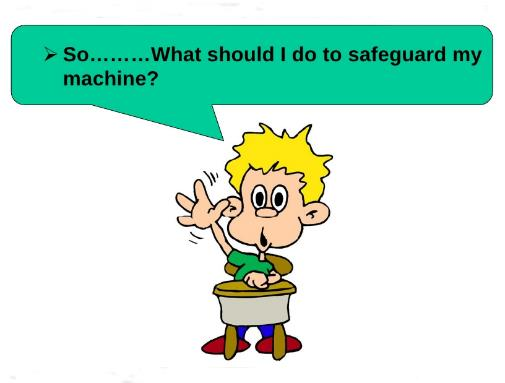 ➢ So………What should I do to safeguard my
machine?